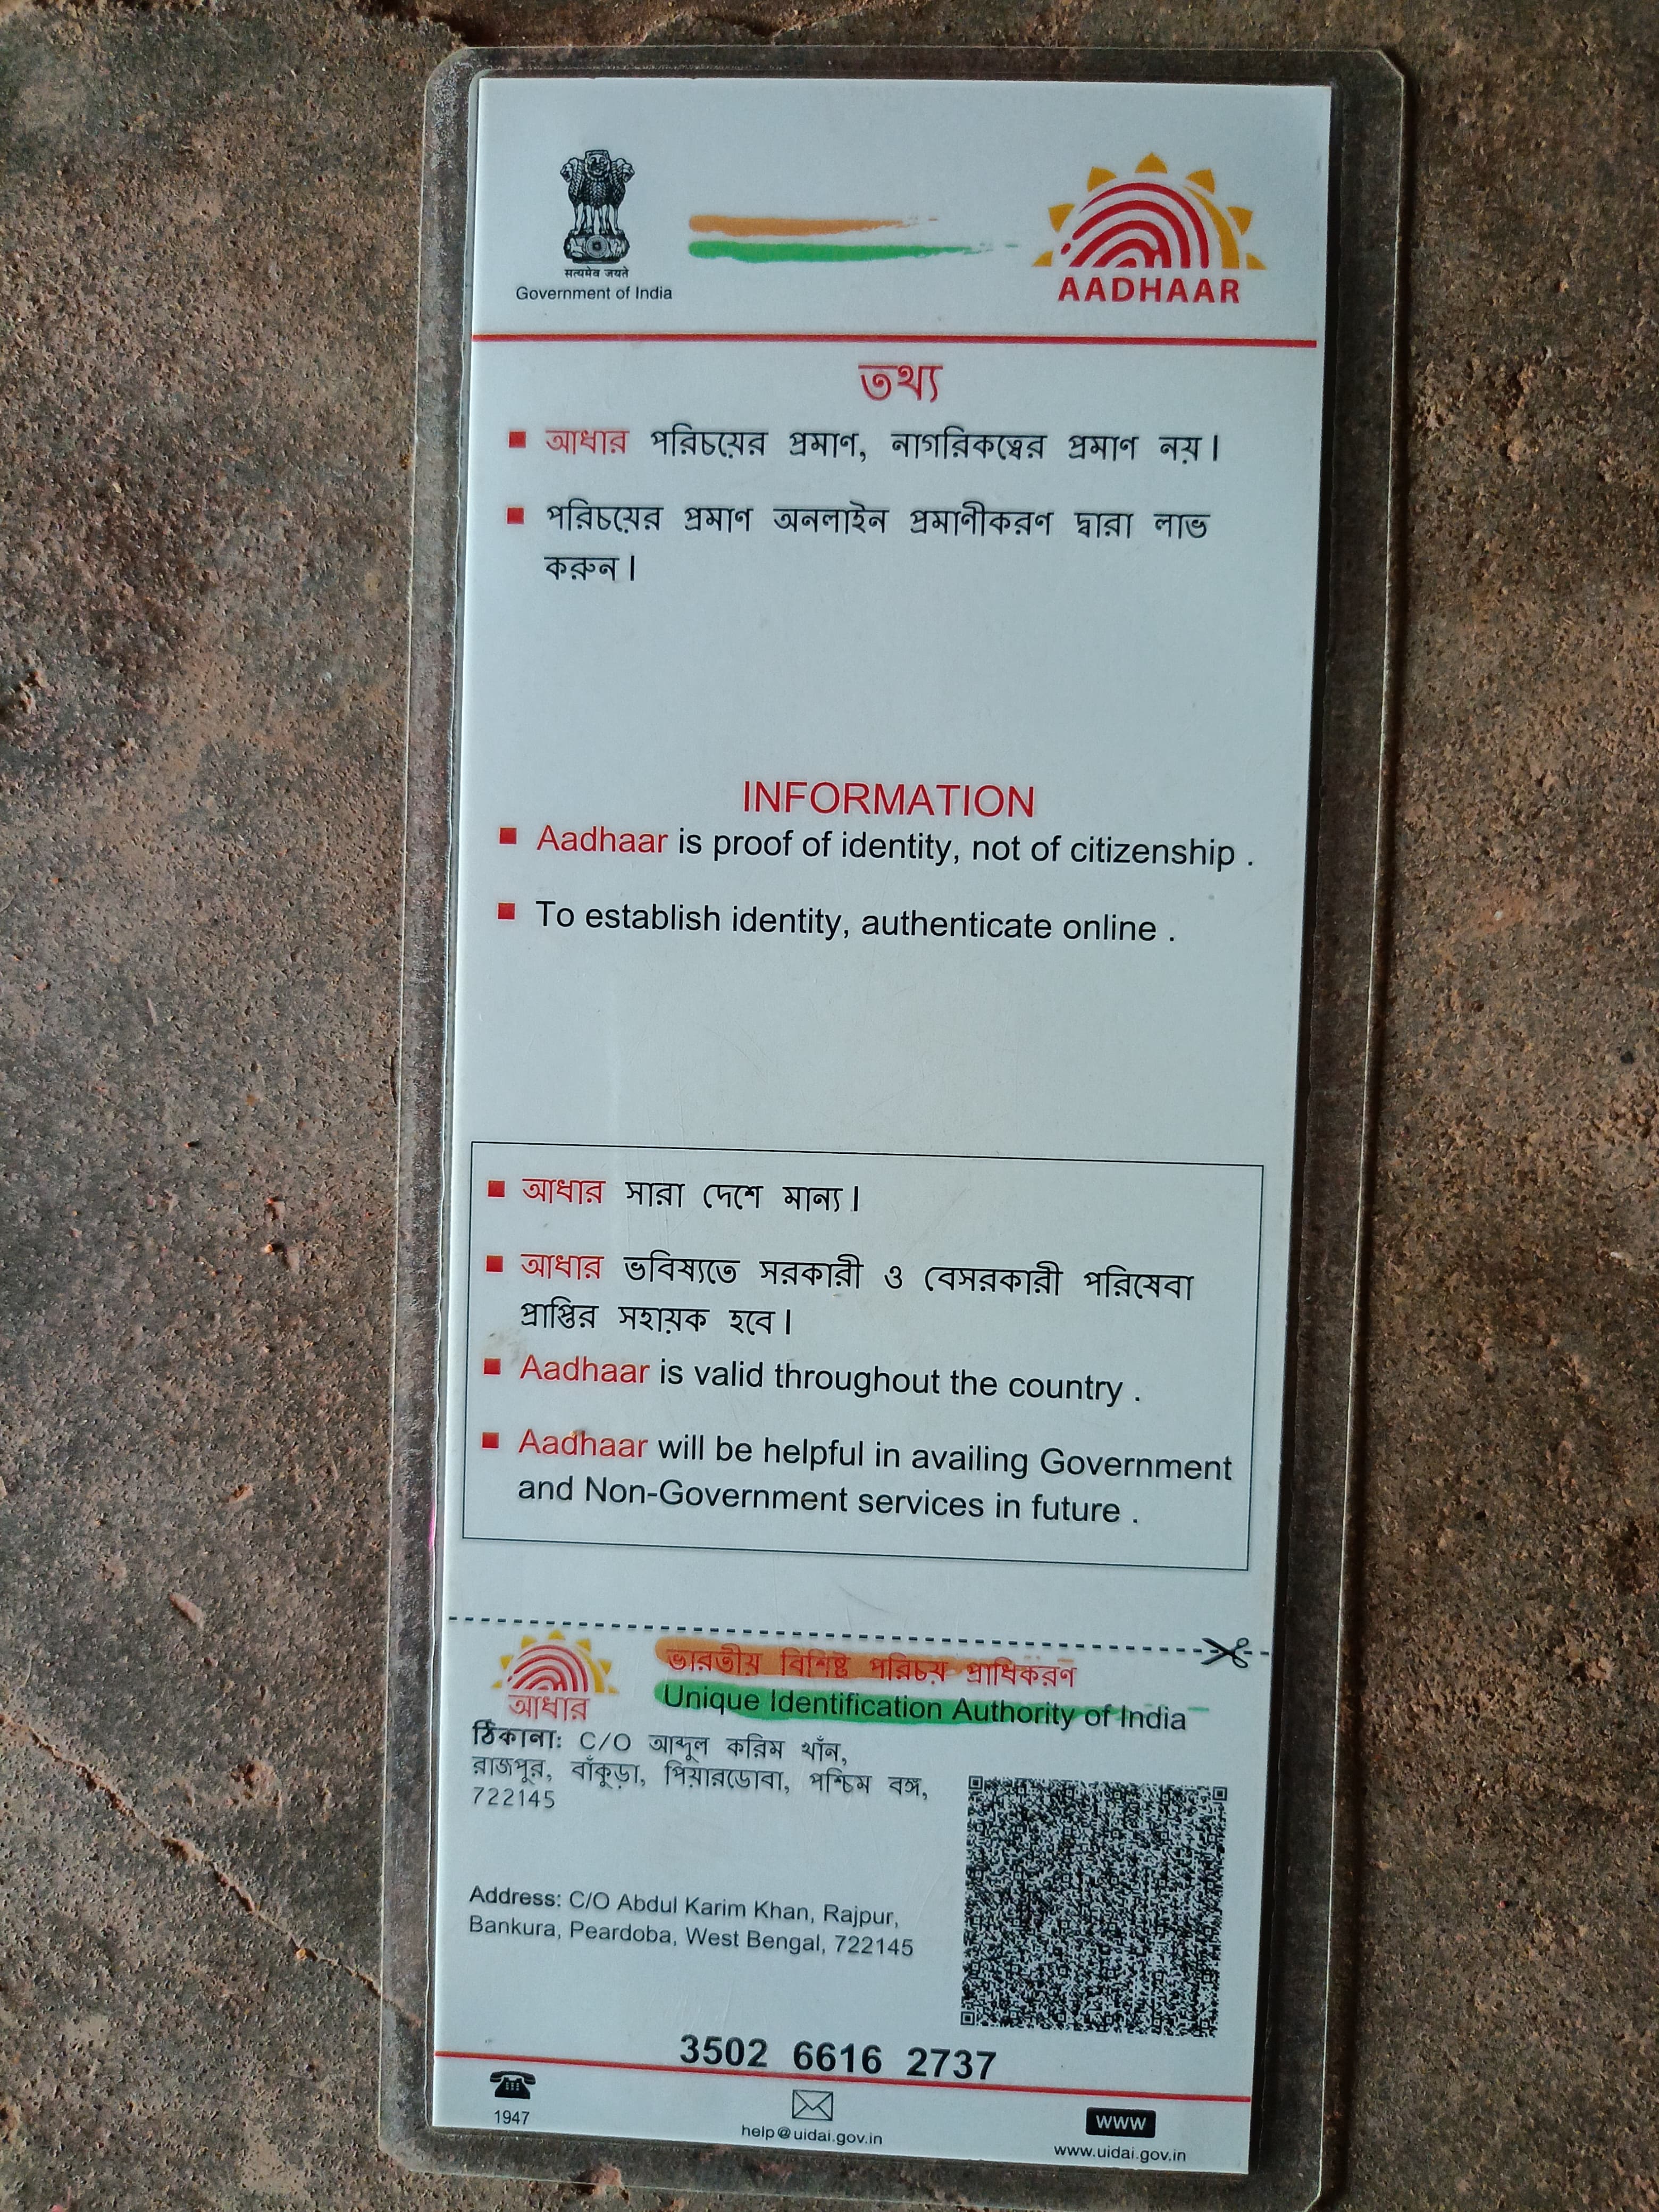 सत्यमेव जयते
Government of India
AADHAAR
তথ্য
আধার পরিচয়ের প্রমাণ, নাগরিকত্বের প্রমাণ নয়।
পরিচয়ের প্রমাণ অনলাইন প্রমাণীকরণ দ্বারা লাভ
করুন।
INFORMATION
Aadhaar is proof of identity, not of citizenship .
To establish identity, authenticate online .
আধার সারা দেশে মান্য।
আধার ভবিষ্যতে সরকারী ও বেসরকারী পরিষেবা
প্রাপ্তির সহায়ক হবে।
Aadhaar is valid throughout the country .
Aadhaar will be helpful in availing Government
and Non-Government services in future .
আধার
ভারতীয় বিশিষ্ট পরিচয় প্রাধিকরণ
Unique Identification Authority of India
ঠিকানা: C/O আব্দুল করিম খাঁন,
রাজপুর, বাঁকুড়া, পিয়ারডোবা, পশ্চিম বঙ্গ,
722145
Address: C/O Abdul Karim Khan, Rajpur,
Bankura, Peardoba, West Bengal, 722145
3502 6616 2737
1947
help@uidai.gov.in
www
www.uidai.gov.in